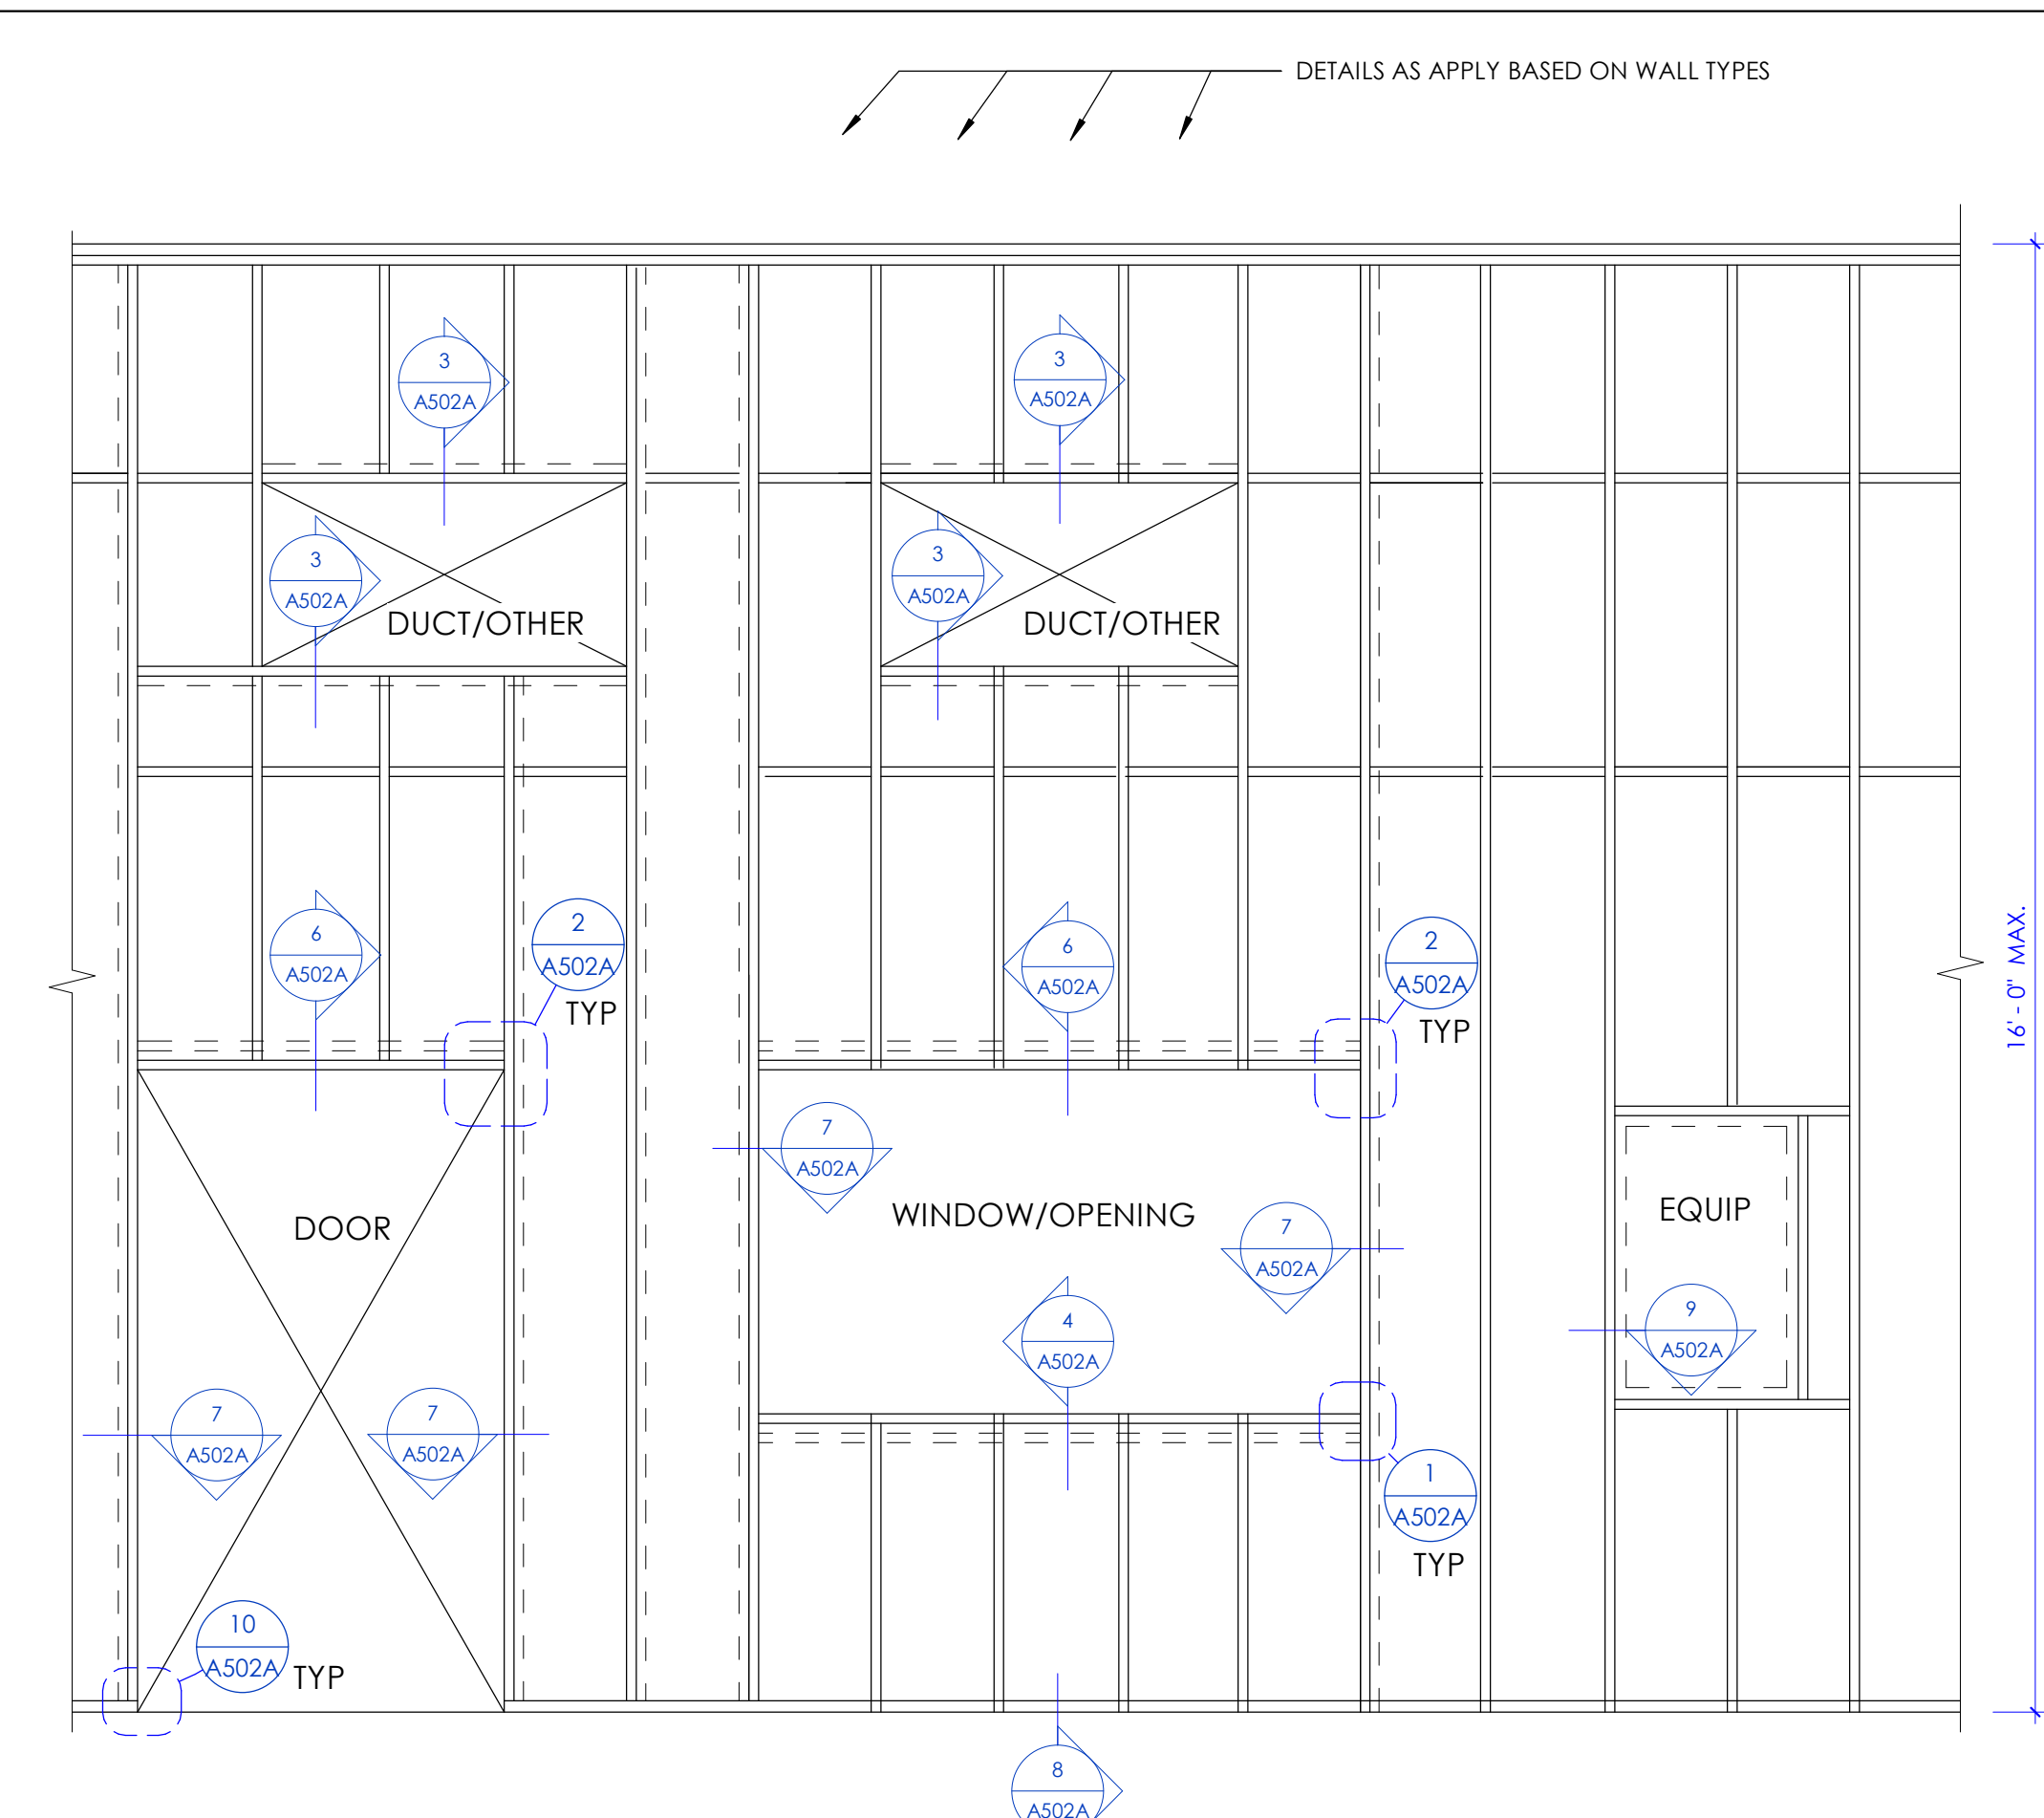 DETAILS AS APPLY BASED ON WALL TYPES
3
A502A
3
A502A
3
A502A
3
A502A
DUCT/OTHER
DUCT/OTHER
6
A502A
2
A502A
TYP
6
A502A
2
A502A
TYP
16' - 0" MAX.
7
A502A
DOOR
WINDOW/OPENING
EQUIP
7
A502A
4
A502A
9
A502A
7
A502A
7
A502A
1
A502A
TYP
10
A502A
TYP
8
A502A